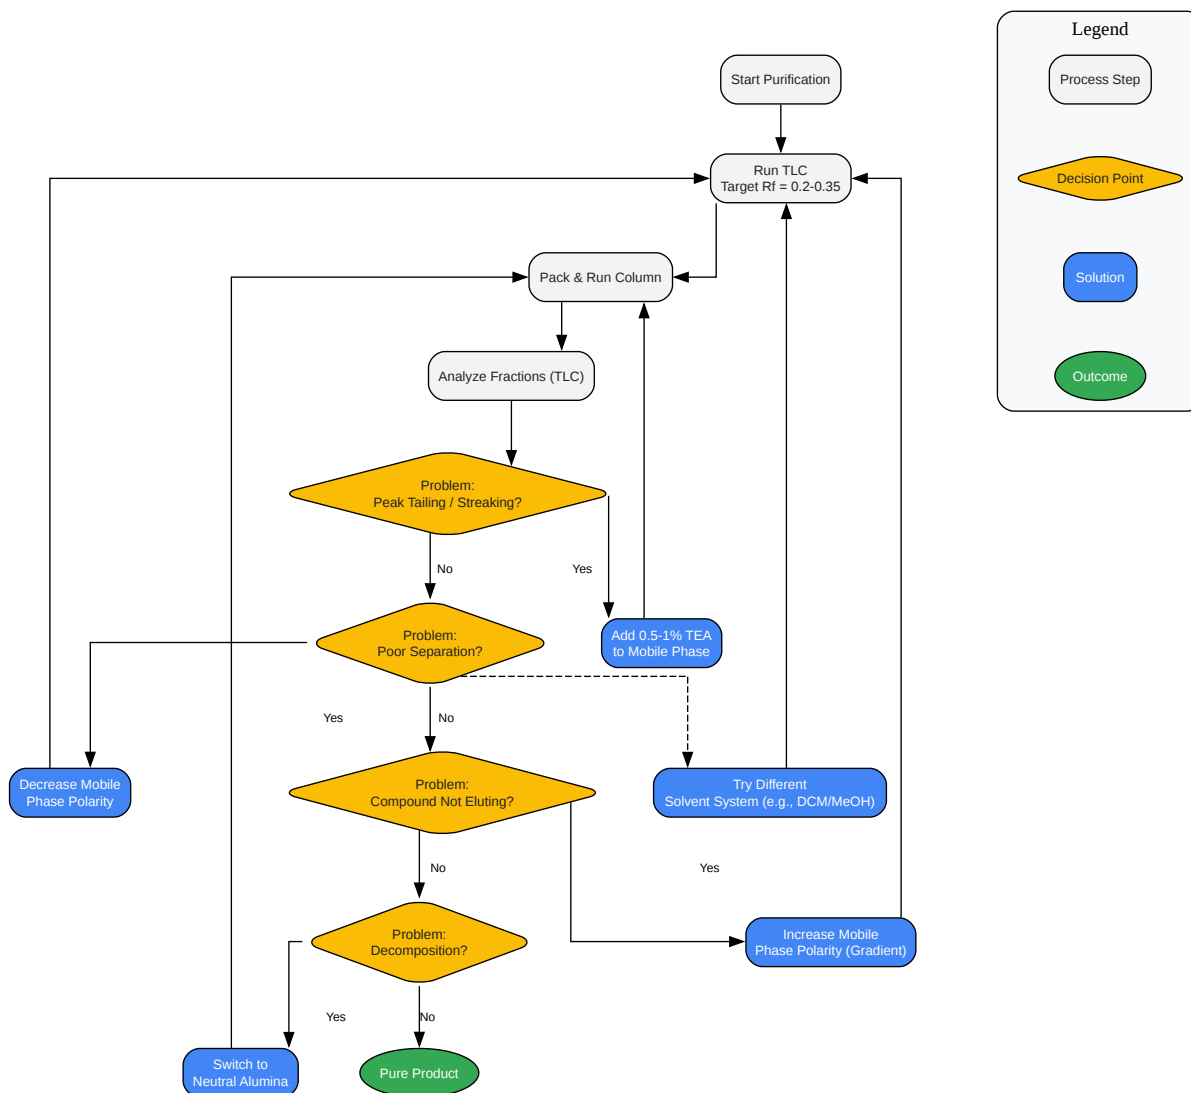 Legend
Start Purification
Process Step
Run TLC
Target Rf = 0.2-0.35
Decision Point
Pack & Run Column
Solution
Analyze Fractions (TLC)
Outcome
Problem:
Peak Tailing / Streaking?
No
Yes
Problem:
Poor Separation?
Add 0.5-1% TEA
to Mobile Phase
Yes
No
Decrease Mobile
Phase Polarity
Problem:
Compound Not Eluting?
Try Different
Solvent System (e.g., DCM/MeOH)
No
Yes
Problem:
Decomposition?
Increase Mobile
Phase Polarity (Gradient)
Yes
No
Switch to
Neutral Alumina
Pure Product